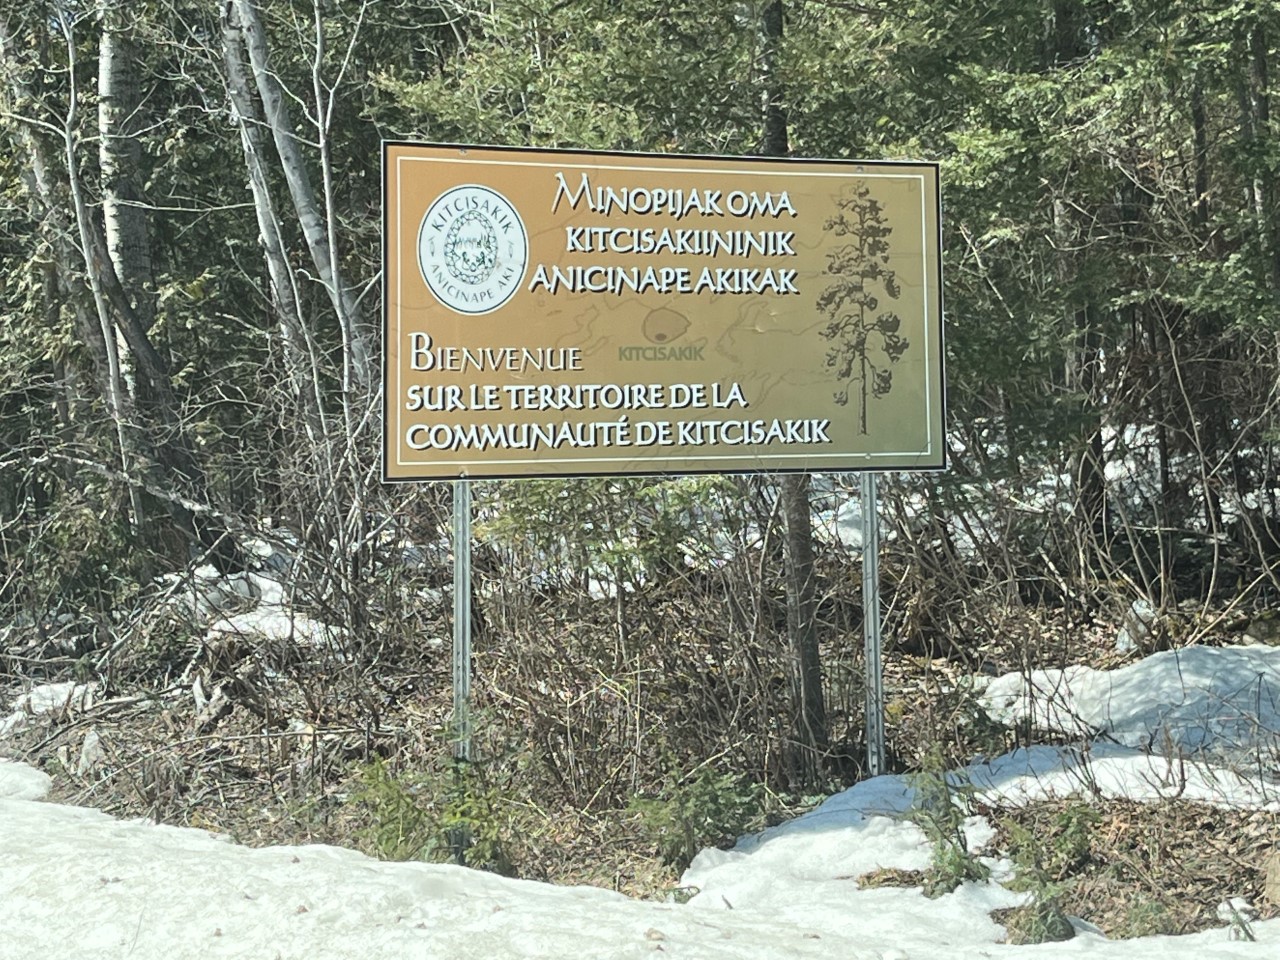 KITCISAKIK
ANICINAPE AKI
MINOPIJAK OMA
KITCISAKIININIK
ANICINAPE AKIKAK
KITCISAKIK
BIENVENUE
SUR LE TERRITOIRE DE LA
COMMUNAUTÉ DE KITCISAKIK